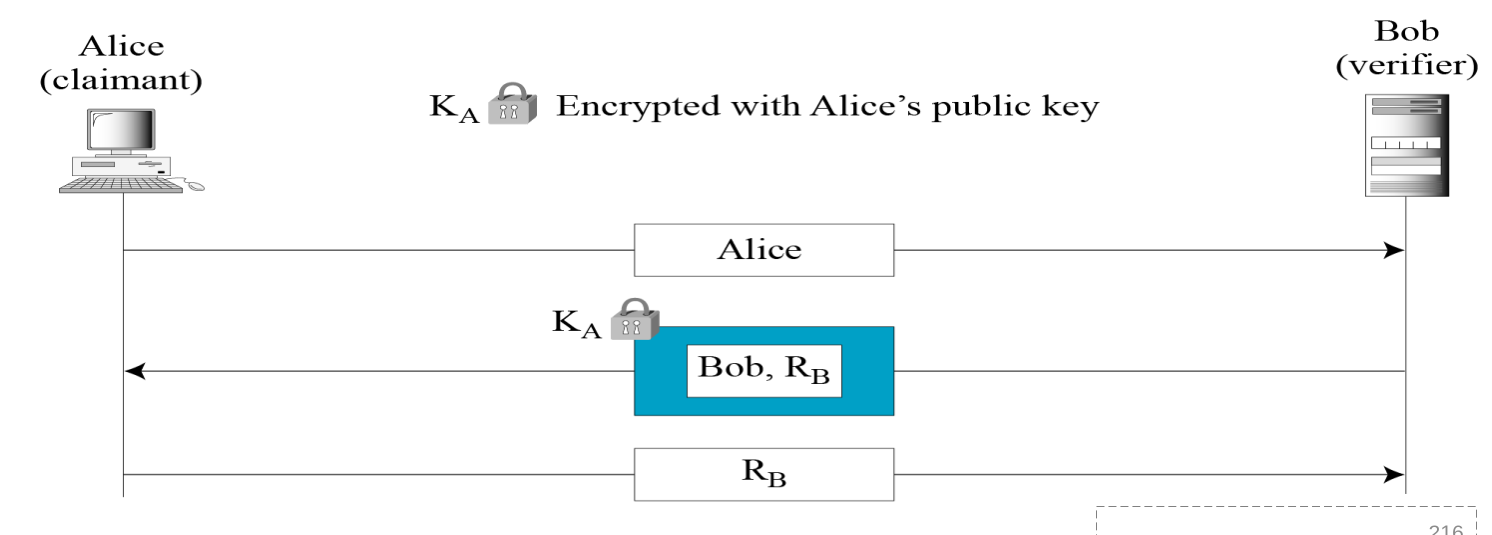 Alice
(claimant)
Bob
(verifier)
K_A Encrypted with Alice’s public key
Alice
K_A
Bob, R_B
R_B
216